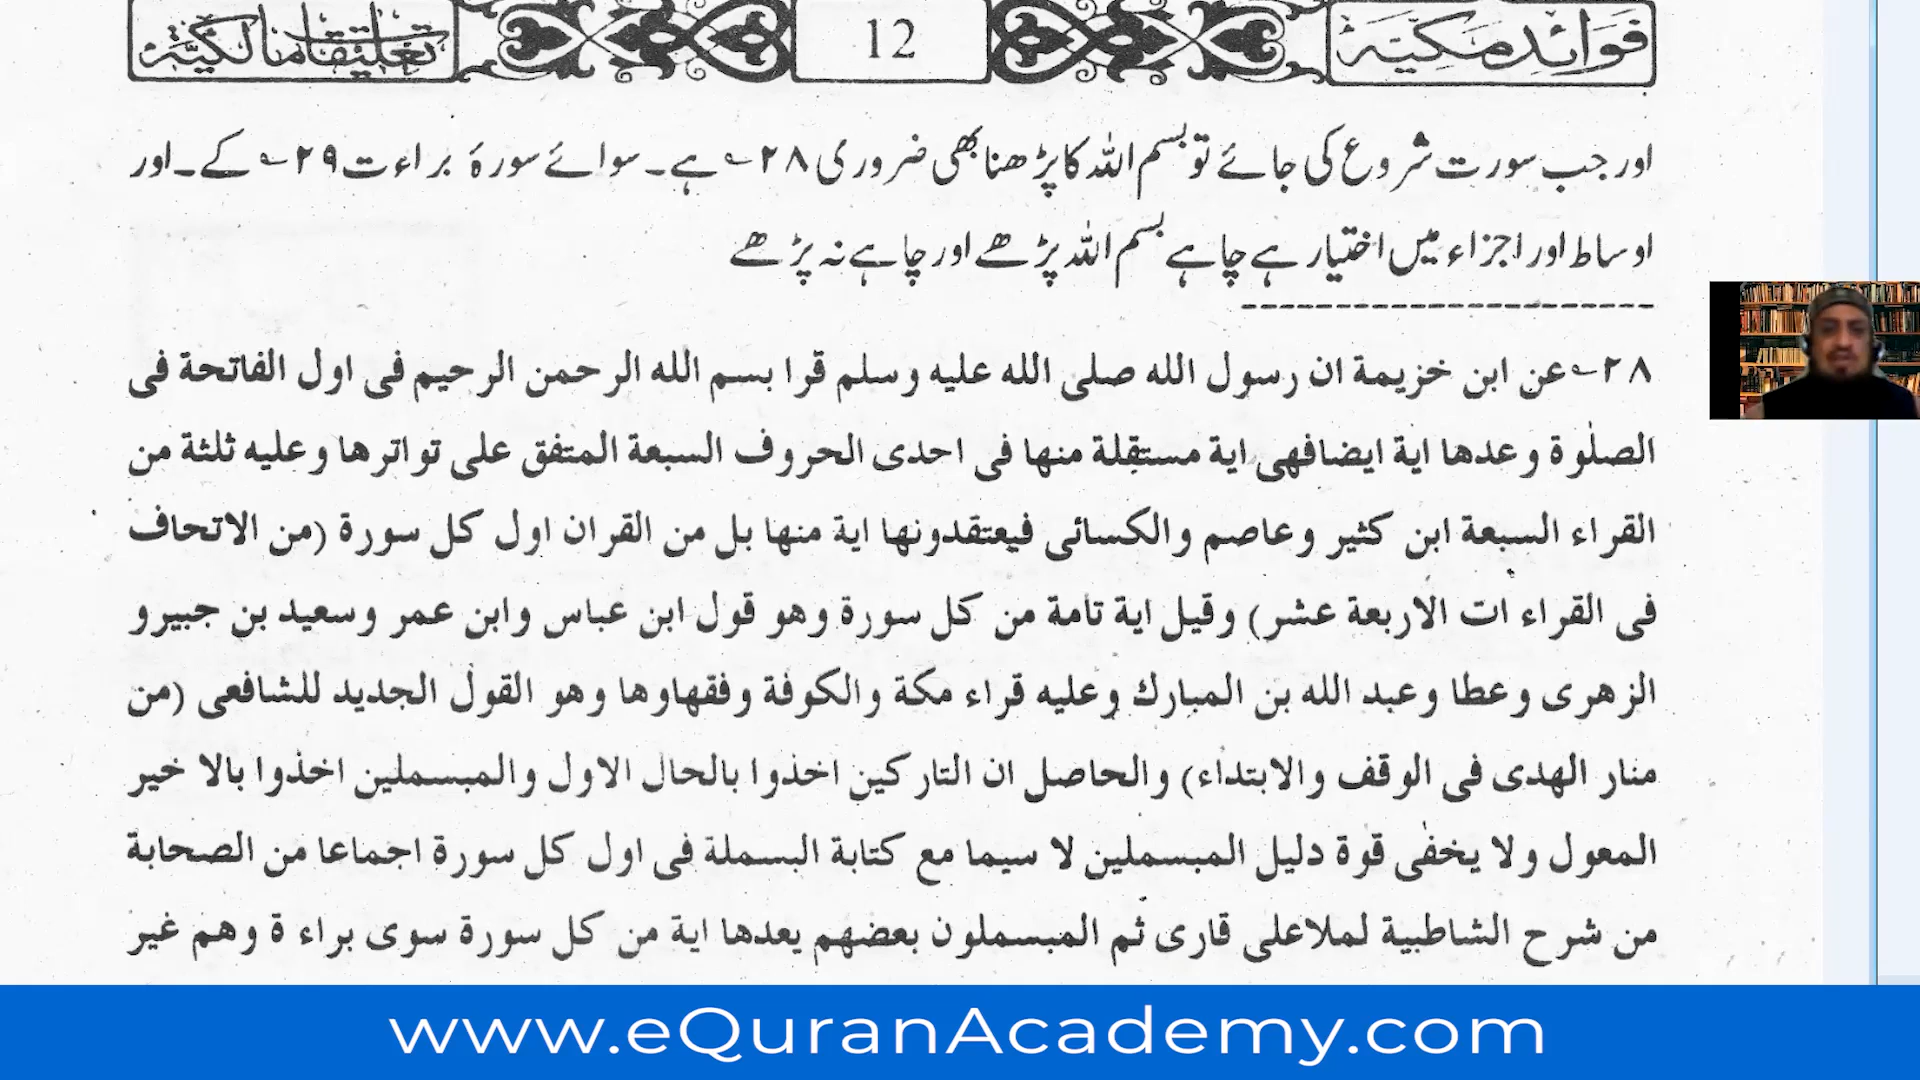 فوائد مکیّہ
12
تعلیقات مالکیّہ
اور جب سورت شروع کی جائے تو بسم اللہ کا پڑھنا بھی ضروری ۲۸؎ ہے۔ سوائے سورۂ براءت ۲۹؎ کے۔ اور
اوساط اور اجزاء میں اختیار ہے چاہے بسم اللہ پڑھے اور چاہے نہ پڑھے
۲۸؎ عن ابن خزيمة ان رسول الله صلى الله عليه وسلم قرا بسم الله الرحمن الرحيم فى اول الفاتحة فى
الصلٰوة وعدها اية ايضافهى اية مستقلة منها فى احدى الحروف السبعة المتفق على تواترها وعليه ثلثة من
القراء السبعة ابن كثير وعاصم والكسائى فيعتقدونها اية منها بل من القران اول كل سورة (من الاتحاف
فى القراء ات الاربعة عشر) وقيل اية تامة من كل سورة وهو قول ابن عباس وابن عمر وسعيد بن جبيرو
الزهرى وعطا وعبد الله بن المبارك وعليه قراء مكة والكوفة وفقهاوها وهو القول الجديد للشافعى (من
منار الهدى فى الوقف والابتداء) والحاصل ان التاركين اخذوا بالحال الاول والمبسملين اخذوا بالا خير
المعول ولا يخفٰى قوة دليل المبسملين لا سيما مع كتابة البسملة فى اول كل سورة اجماعا من الصحابة
من شرح الشاطبية لملاعلى قارى ثم المبسملون بعضهم يعدها اية من كل سورة سوى براء ة وهم غير
www.eQuranAcademy.com